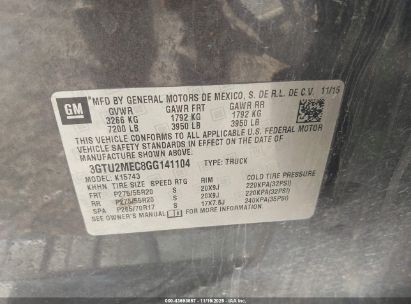 GM
MFD BY GENERAL MOTORS DE MEXICO, S. DE R.L. DE C.V. 11/15
GVWR GAWR FRT GAWR RR
3266 KG 1792 KG 1792 KG
7200 LB 3950 LB 3950 LB
THIS VEHICLE CONFORMS TO ALL APPLICABLE U.S. FEDERAL MOTOR
VEHICLE SAFETY STANDARDS IN EFFECT ON THE DATE OF
MANUFACTURE SHOWN ABOVE.
3GTU2MEC8GG141104 TYPE: TRUCK
K15743
KHHN TIRE SIZE SPEED RTG RIM COLD TIRE PRESSURE
FRT P275/55R20 S 20X9J 220KPA(32PSI)
RR P275/55R20 S 20X9J 220KPA(32PSI)
SPA P265/70R17 S 17X7.5J 240KPA(35PSI)
SEE OWNER'S MANUAL FOR MORE INFORMATION.